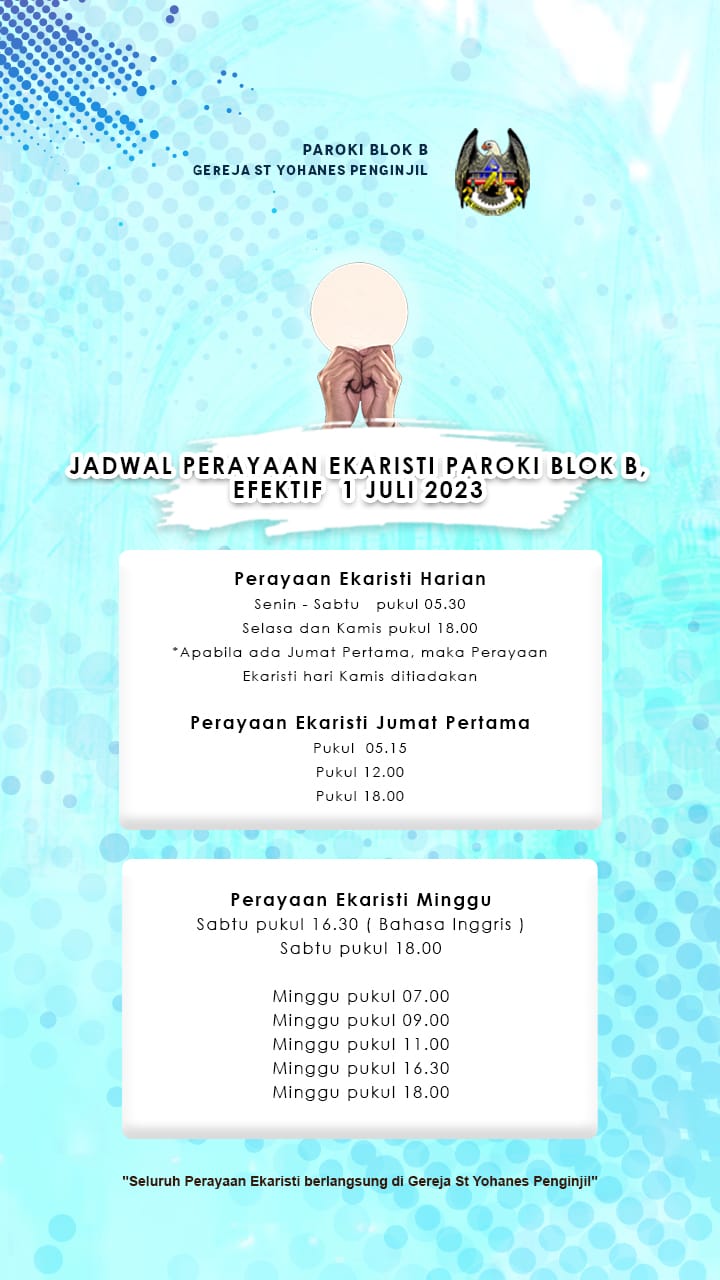 PAROKI BLOK B
GEREJA ST YOHANES PENGINJIL
JADWAL PERAYAAN EKARISTI PAROKI BLOK B,
EFEKTIF 1 JULI 2023
Perayaan Ekaristi Harian
Senin - Sabtu pukul 05.30
Selasa dan Kamis pukul 18.00
*Apabila ada Jumat Pertama, maka Perayaan
Ekaristi hari Kamis ditiadakan
Perayaan Ekaristi Jumat Pertama
Pukul 05.15
Pukul 12.00
Pukul 18.00
Perayaan Ekaristi Minggu
Sabtu pukul 16.30 ( Bahasa Inggris )
Sabtu pukul 18.00
Minggu pukul 07.00
Minggu pukul 09.00
Minggu pukul 11.00
Minggu pukul 16.30
Minggu pukul 18.00
"Seluruh Perayaan Ekaristi berlangsung di Gereja St Yohanes Penginjil"